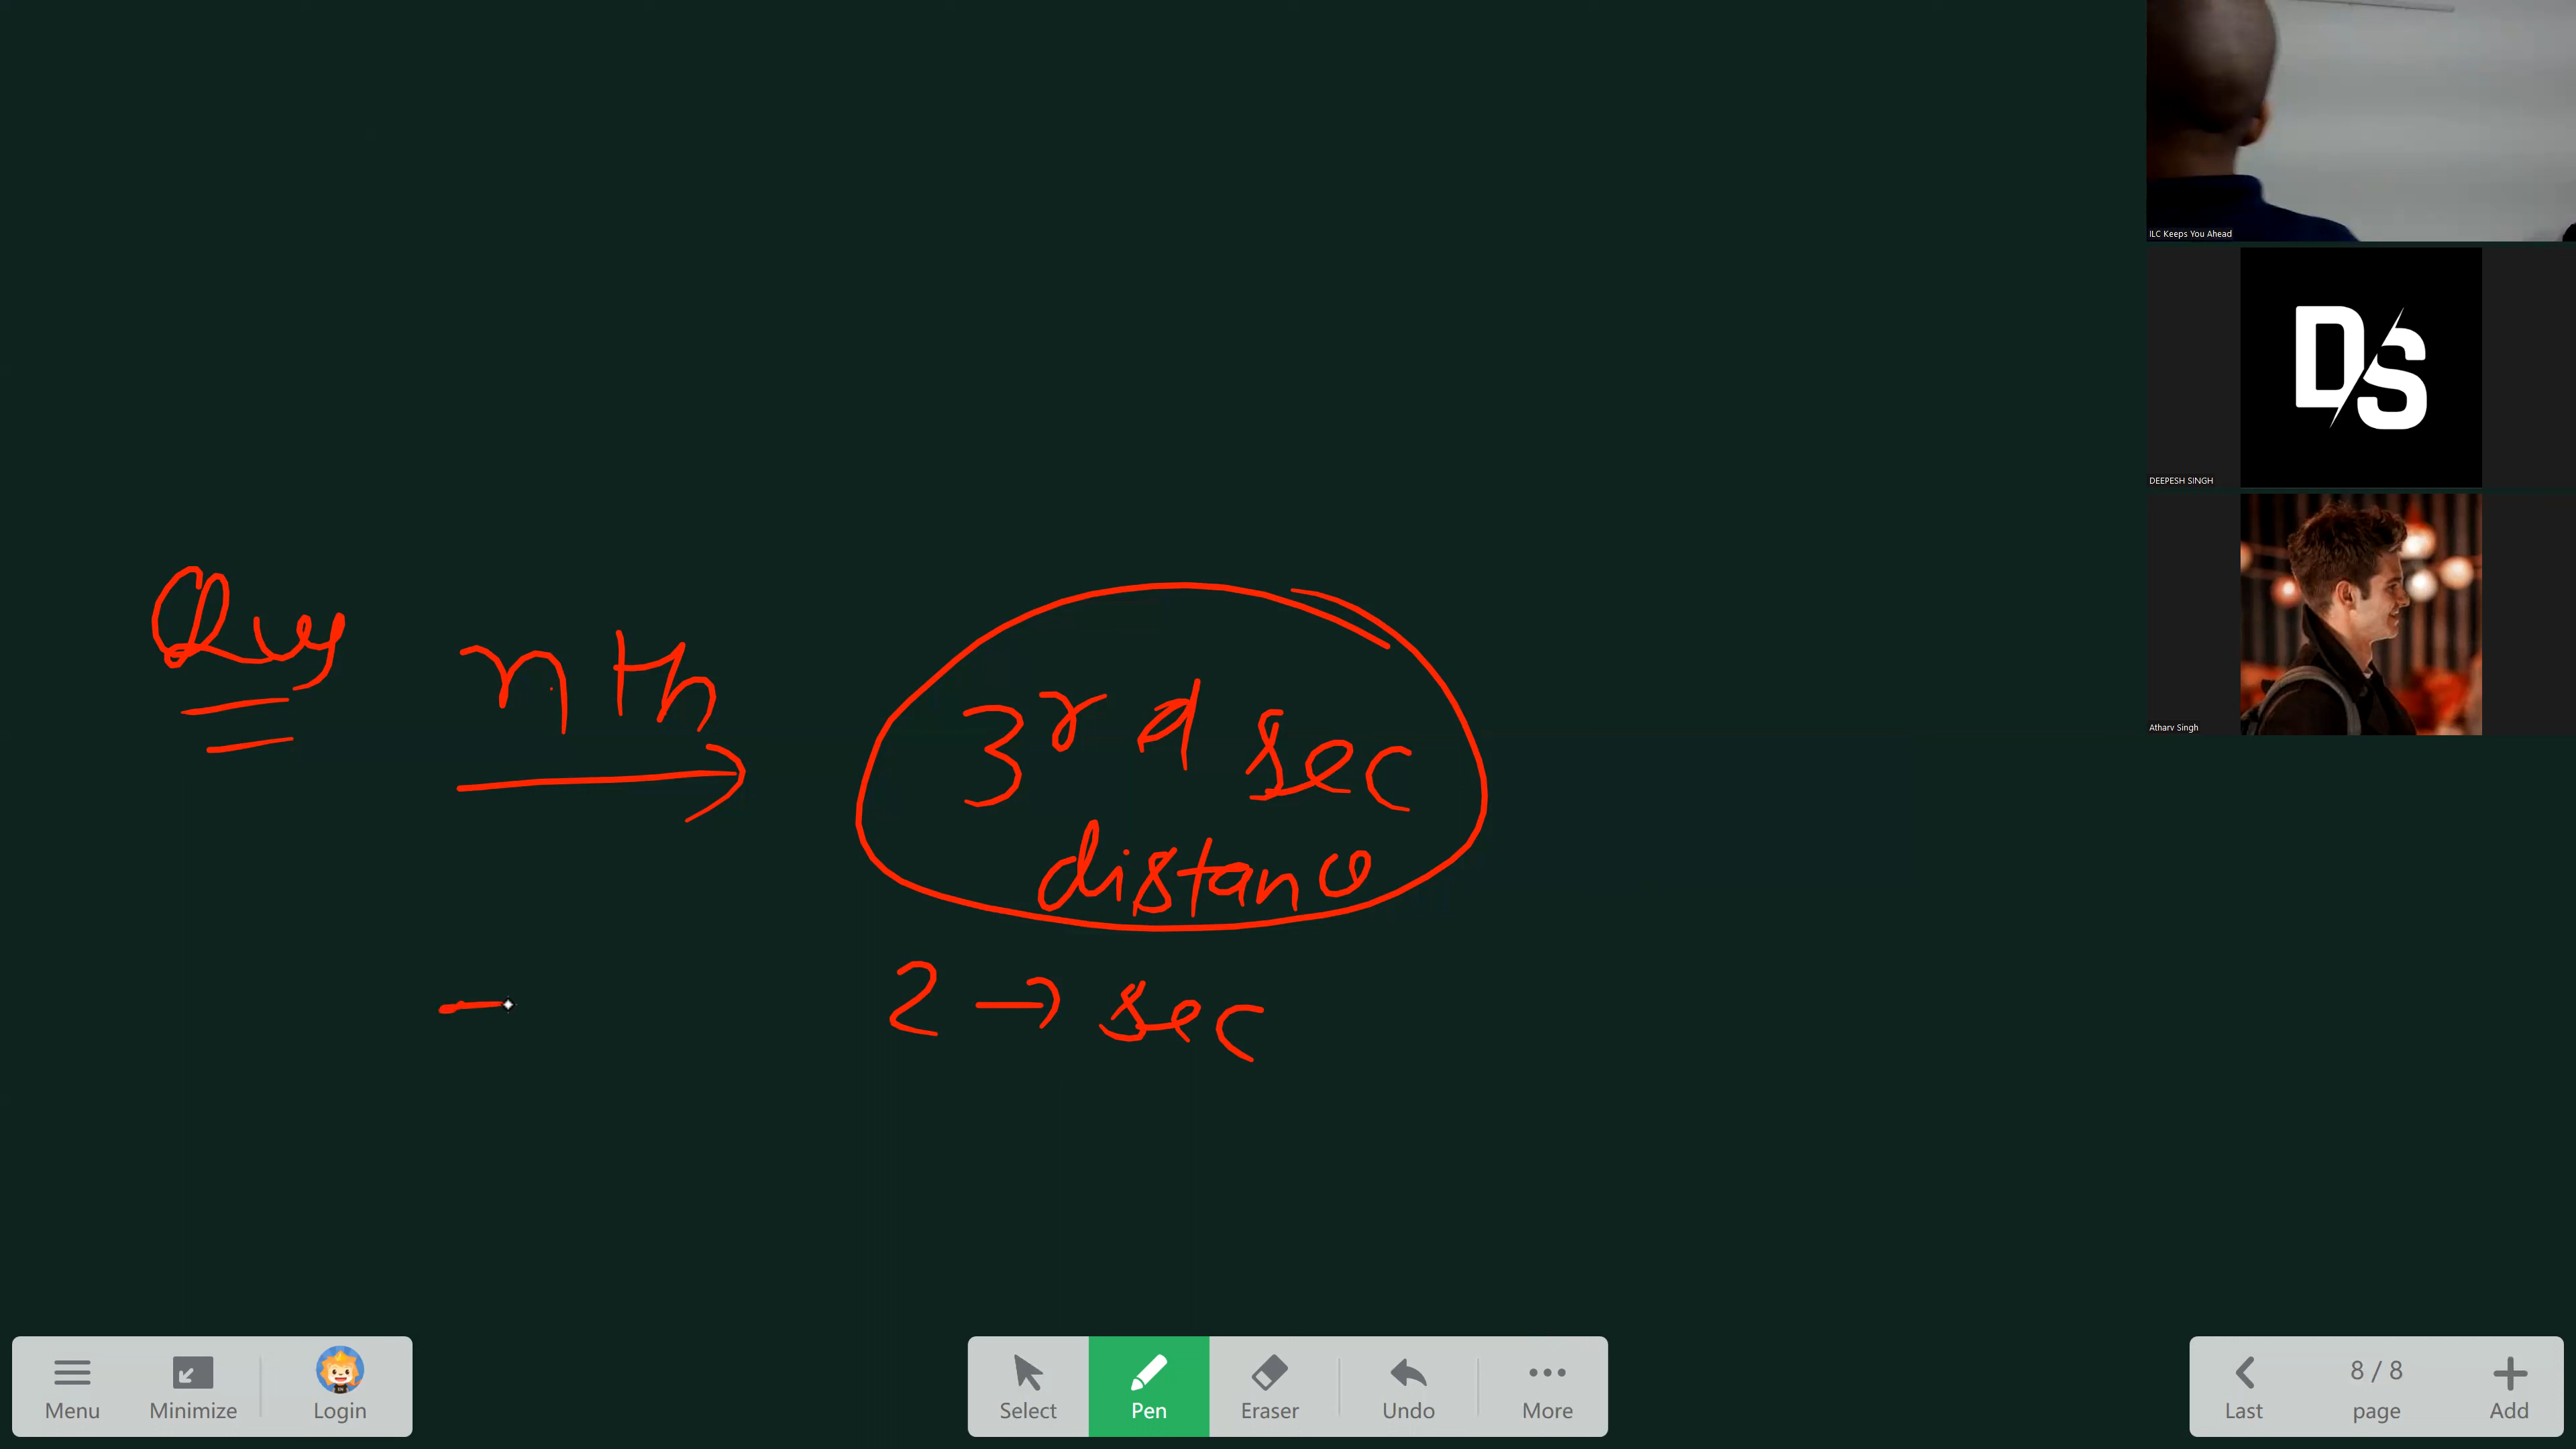 Ques
nth
3rd sec
distance
2 → sec
ILC Keeps You Ahead
DS
DEEPESH SINGH
Atharv Singh
Menu
Minimize
Login
Select
Pen
Eraser
Undo
More
Last
8 / 8
page
Add